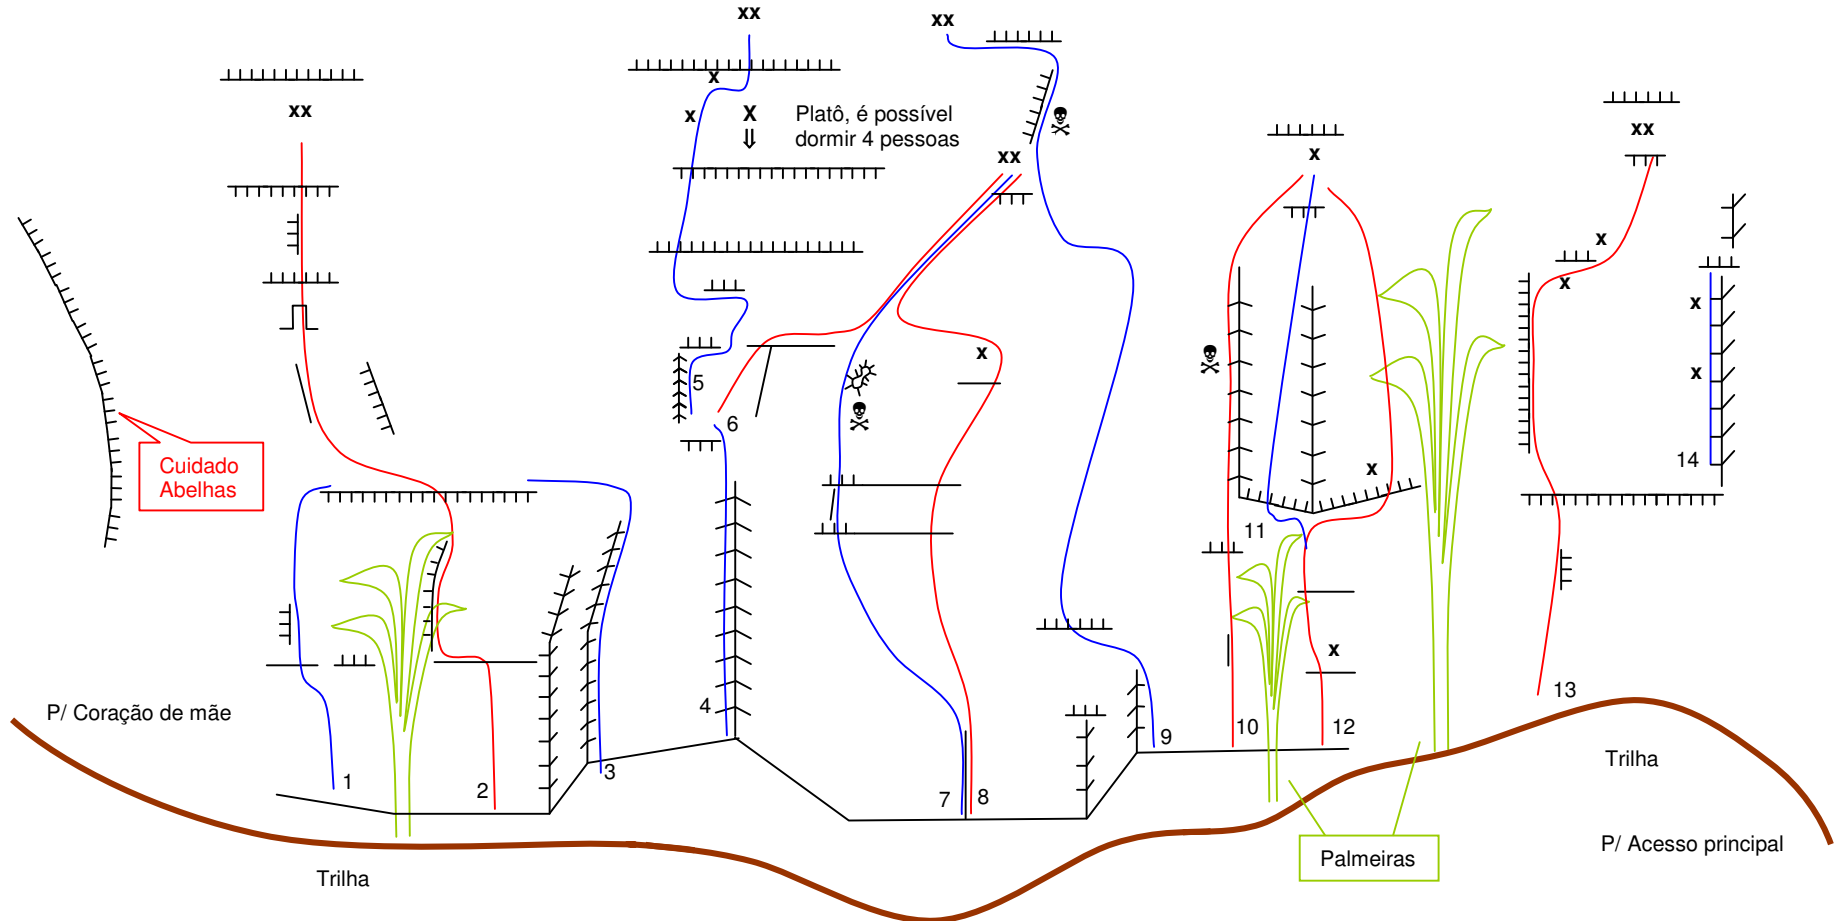 xx
xx
x
xx
x
X
Platô, é possível
dormir 4 pessoas
⇓
xx
xx
x
x
x
x
x
x
x
5
6
Cuidado
Abelhas
x
14
11
x
4
13
P/ Coração de mãe
9
10
12
1
2
3
7
8
Trilha
Palmeiras
P/ Acesso principal
Trilha